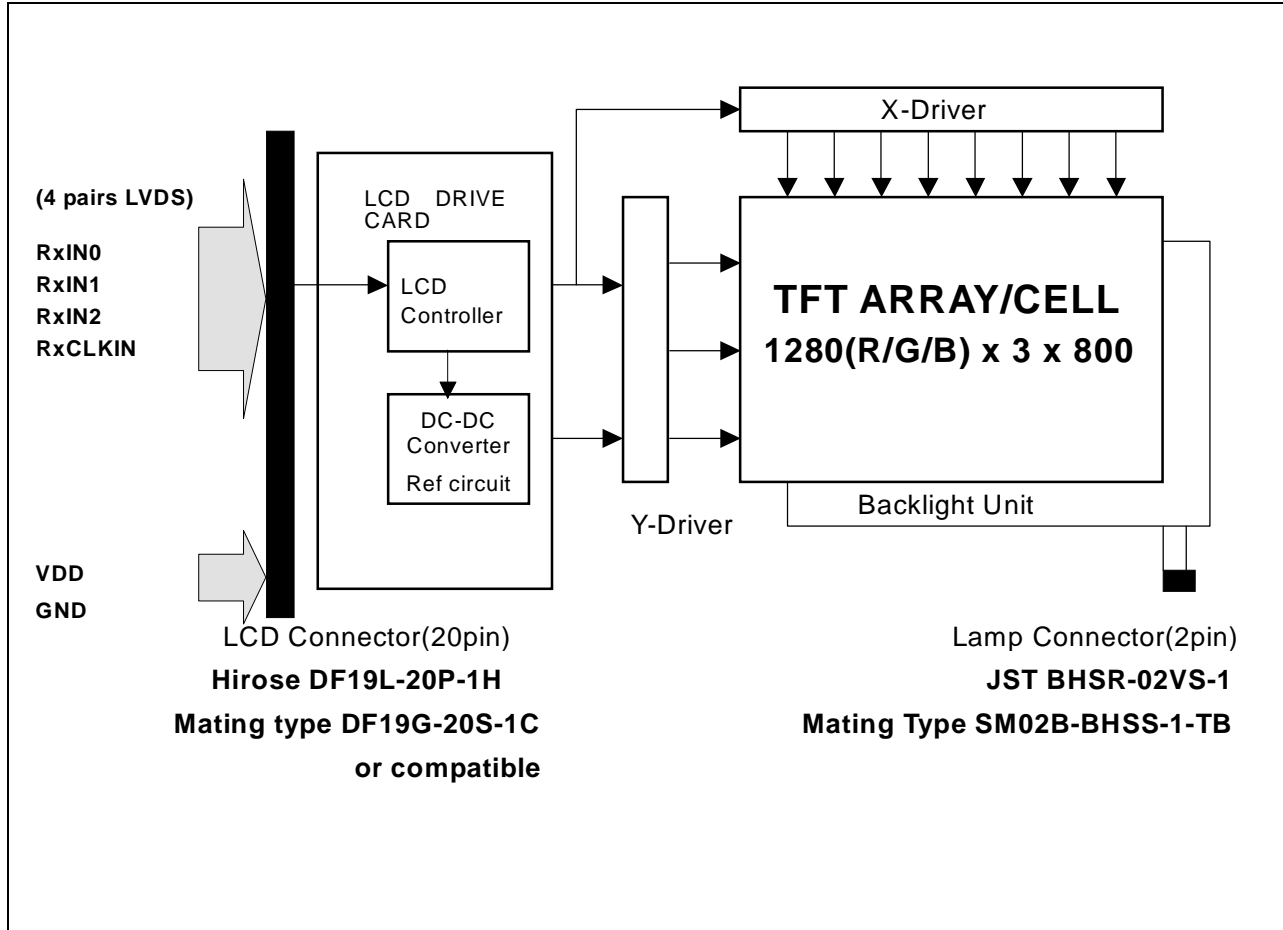 X-Driver
(4 pairs LVDS)
RxIN0
RxIN1
RxIN2
RxCLKIN
LCD DRIVE
CARD
LCD
Controller
DC-DC
Converter
Ref circuit
TFT ARRAY/CELL
1280(R/G/B) x 3 x 800
Y-Driver
Backlight Unit
VDD
GND
LCD Connector(20pin)
Hirose DF19L-20P-1H
Mating type DF19G-20S-1C
or compatible
Lamp Connector(2pin)
JST BHSR-02VS-1
Mating Type SM02B-BHSS-1-TB